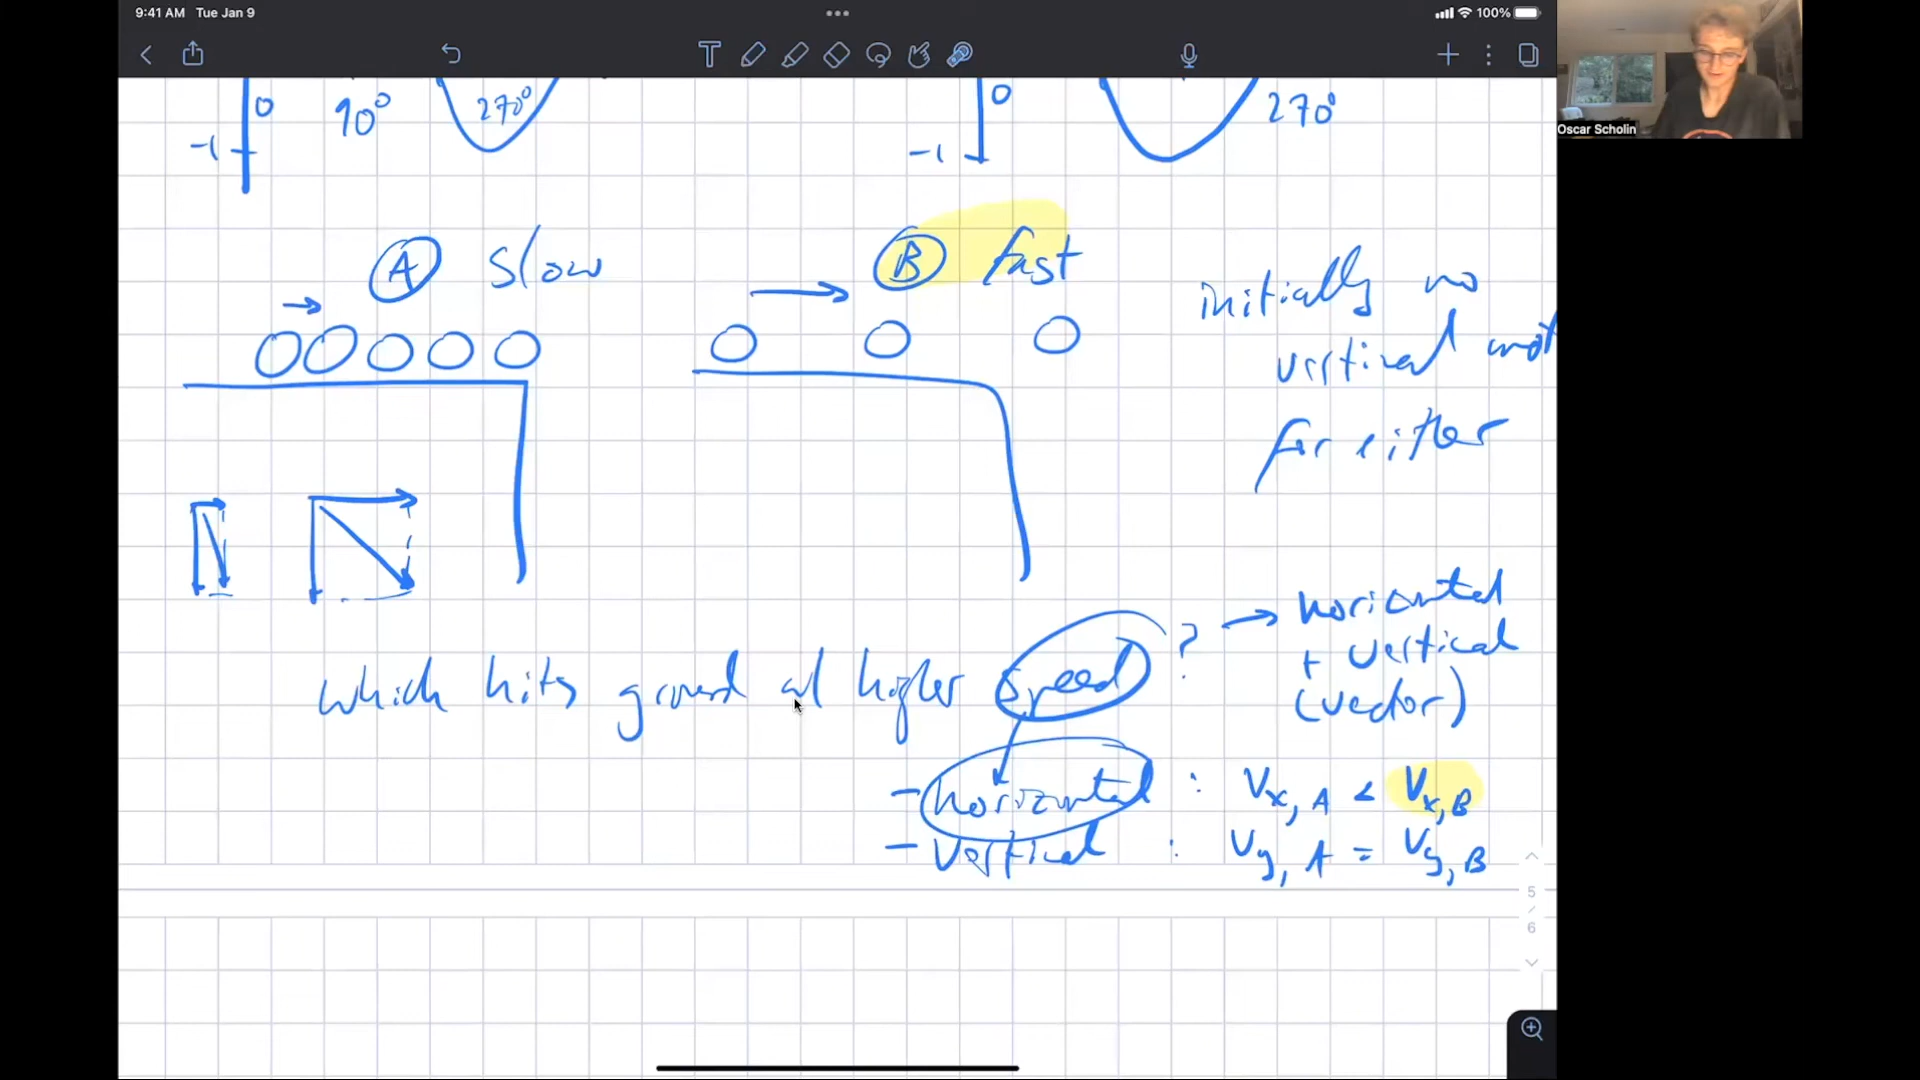 9:41 AM Tue Jan 9
100%
Oscar Scholin
0 90° 270°
-1
0 270°
-1
A slow
B fast
initially no
vertical mot
for either
which hits ground w/ higher speed ? → horizontal
+ vertical
(vector)
- horizontal : Vx, A < Vx, B
- vertical : Vy, A = Vy, B
5
/
6